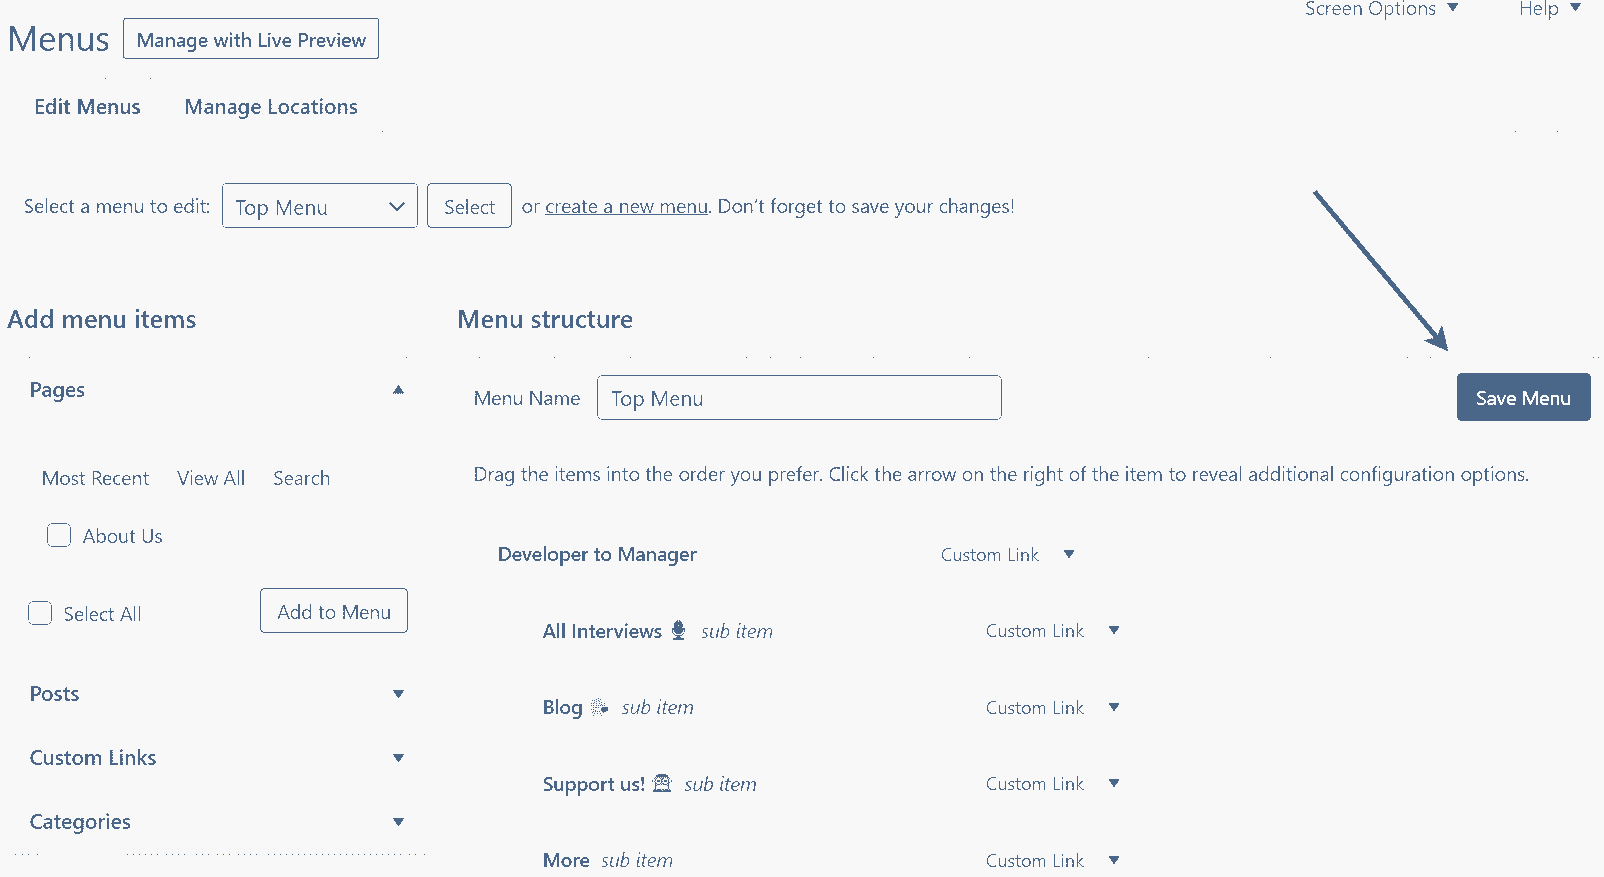 Screen Options Help
Menus Manage with Live Preview
Edit Menus Manage Locations
Select a menu to edit: Top Menu Select or create a new menu. Don't forget to save your changes!
Add menu items
Pages
Most Recent View All Search
About Us
Select All Add to Menu
Posts
Custom Links
Categories
Menu structure
Menu Name Top Menu Save Menu
Drag the items into the order you prefer. Click the arrow on the right of the item to reveal additional configuration options.
Developer to Manager Custom Link
All Interviews sub item Custom Link
Blog sub item Custom Link
Support us! sub item Custom Link
More sub item Custom Link